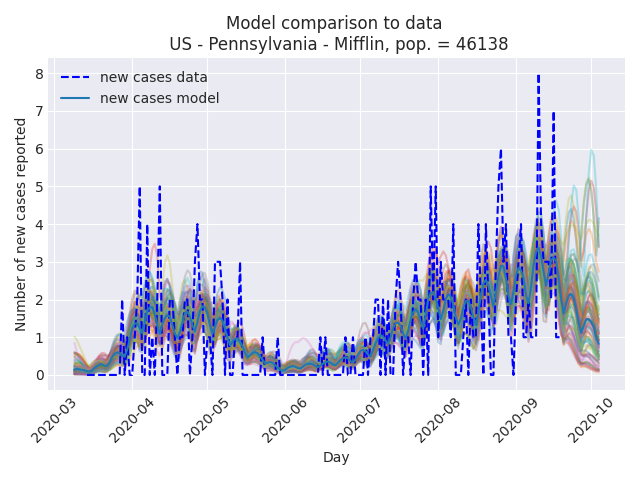 Model comparison to data
US - Pennsylvania - Mifflin, pop. = 46138
new cases data
new cases model
Number of new cases reported
8
7
6
5
4
3
2
1
0
2020-03
2020-04
2020-05
2020-06
2020-07
2020-08
2020-09
2020-10
Day